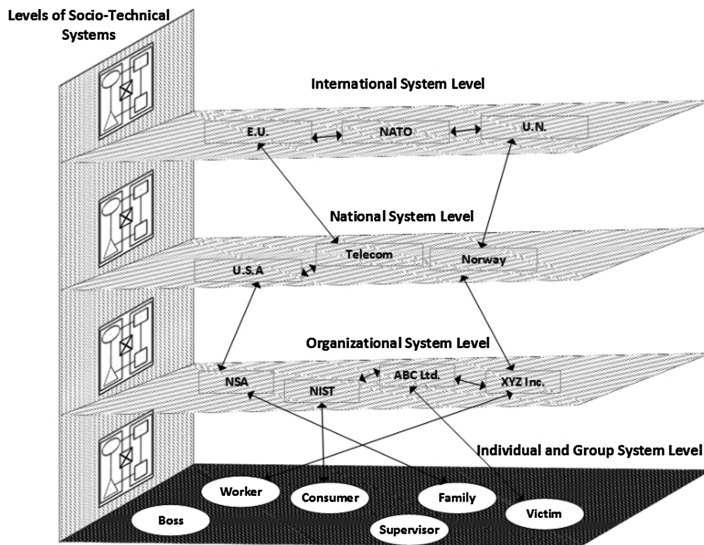 Levels of Socio-Technical
Systems
International System Level
E.U.
NATO
U.N.
National System Level
U.S.A
Telecom
Norway
Organizational System Level
NSA
NIST
ABC Ltd.
XYZ Inc.
Individual and Group System Level
Worker
Consumer
Family
Victim
Boss
Supervisor